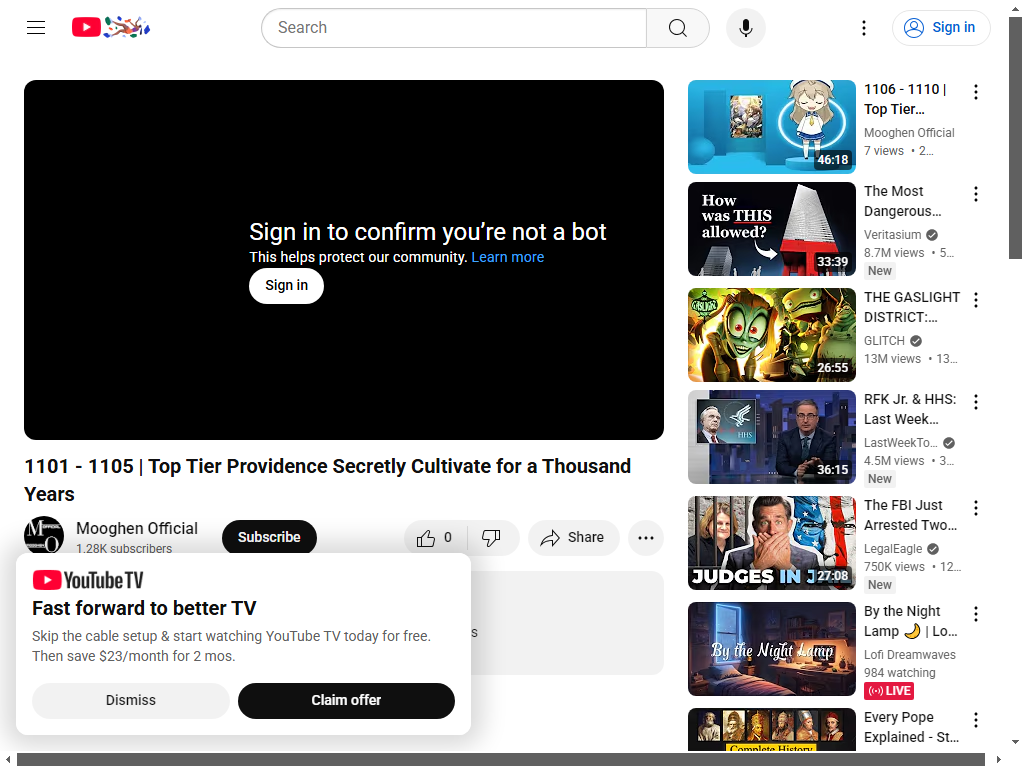 Search
Sign in
Sign in to confirm you're not a bot
This helps protect our community. Learn more
Sign in
1101 - 1105 | Top Tier Providence Secretly Cultivate for a Thousand
Years
Mooghen Official
1.28K subscribers
Subscribe
0
Share
YouTube TV
Fast forward to better TV
Skip the cable setup & start watching YouTube TV today for free.
Then save $23/month for 2 mos.
Dismiss
Claim offer
46:18
1106 - 1110 |
Top Tier…
Mooghen Official
7 views • 2…
How
was THIS
allowed?
33:39
The Most
Dangerous…
Veritasium
8.7M views • 5…
New
GASLIGHT
26:55
THE GASLIGHT
DISTRICT:…
GLITCH
13M views • 13…
HHS
36:15
RFK Jr. & HHS:
Last Week…
LastWeekTo…
4.5M views • 3…
New
JUDGES IN J
27:08
The FBI Just
Arrested Two…
LegalEagle
750K views • 12…
New
By the Night Lamp
By the Night
Lamp 🌙 | Lo…
Lofi Dreamwaves
984 watching
LIVE
Complete History
Every Pope
Explained - St…